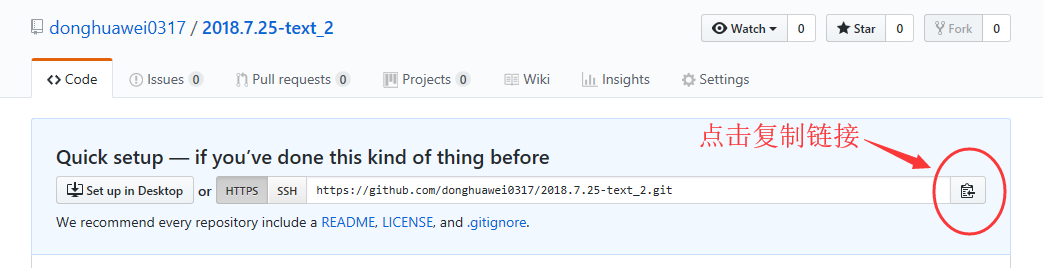 donghuawei0317 / 2018.7.25-text_2
Watch 0 Star 0 Fork 0
Code Issues 0 Pull requests 0 Projects 0 Wiki Insights Settings
点击复制链接
Quick setup — if you’ve done this kind of thing before
Set up in Desktop or HTTPS SSH https://github.com/donghuawei0317/2018.7.25-text_2.git
We recommend every repository include a README, LICENSE, and .gitignore.